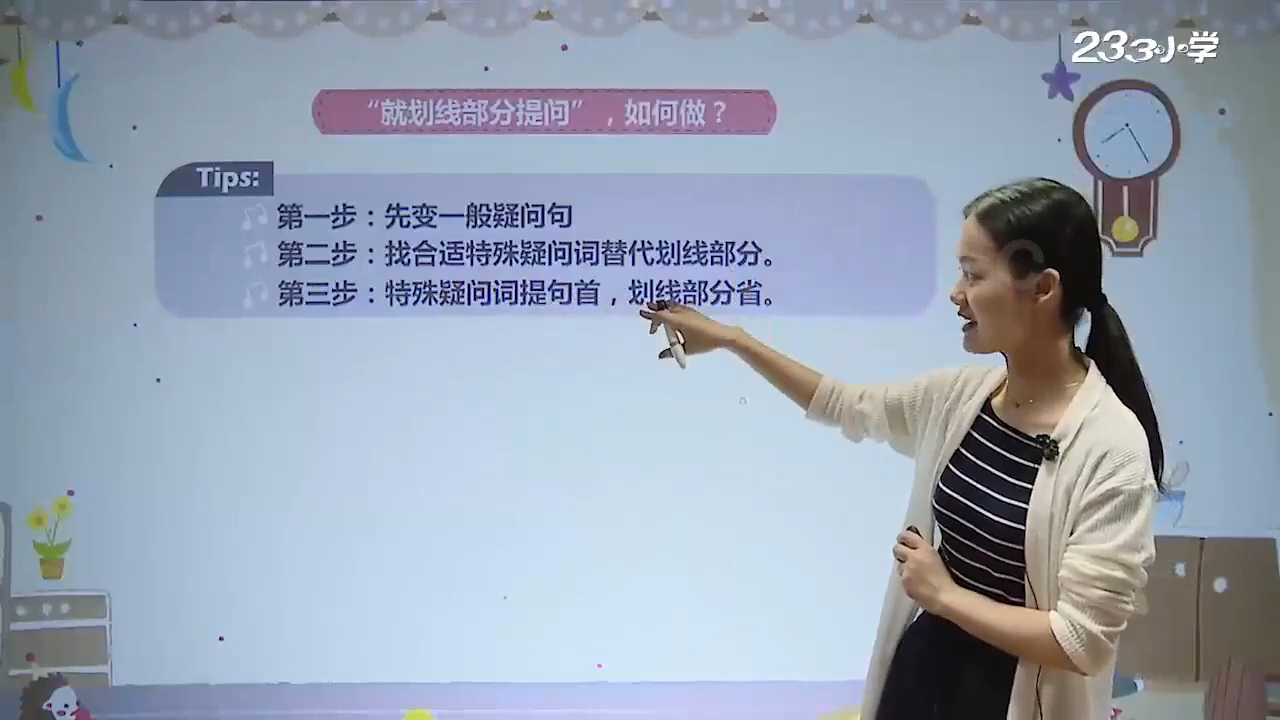 233小学
“就划线部分提问”，如何做？
Tips:
第一步：先变一般疑问句
第二步：找合适特殊疑问词替代划线部分。
第三步：特殊疑问词提句首，划线部分省。